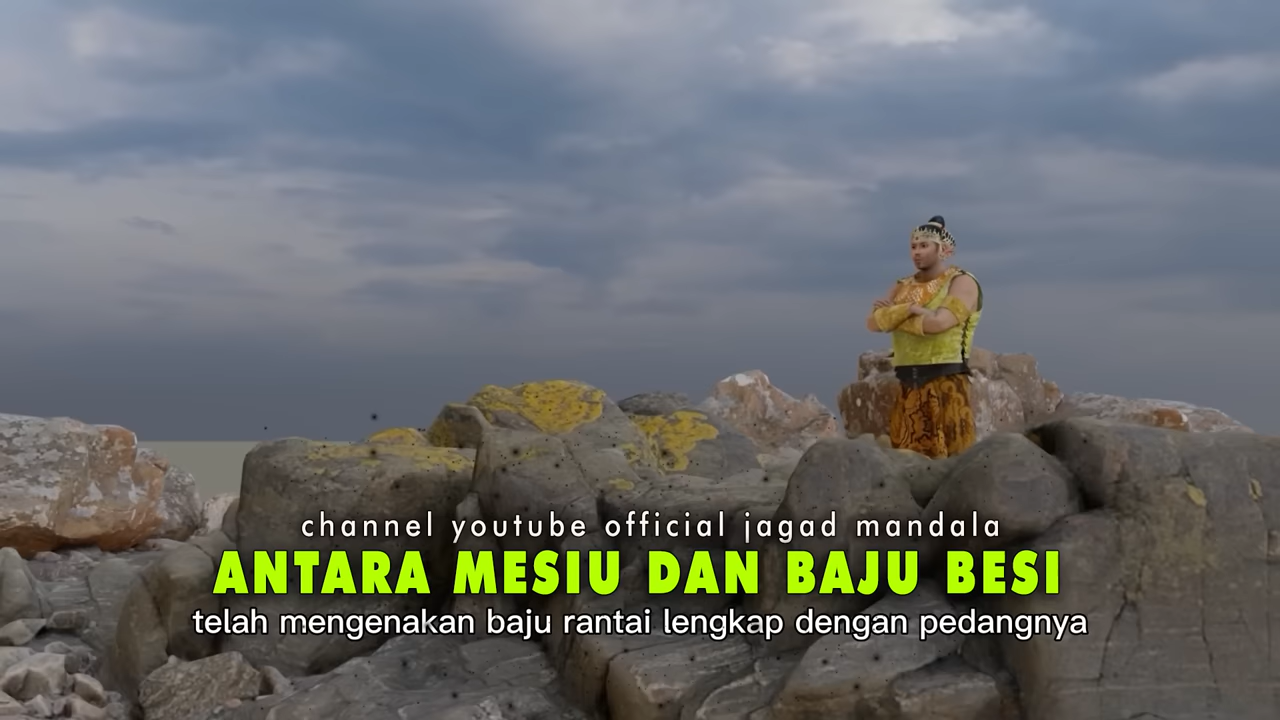 channel youtube official jagad mandala
ANTARA MESIU DAN BAJU BESI
telah mengenakan baju rantai lengkap dengan pedangnya